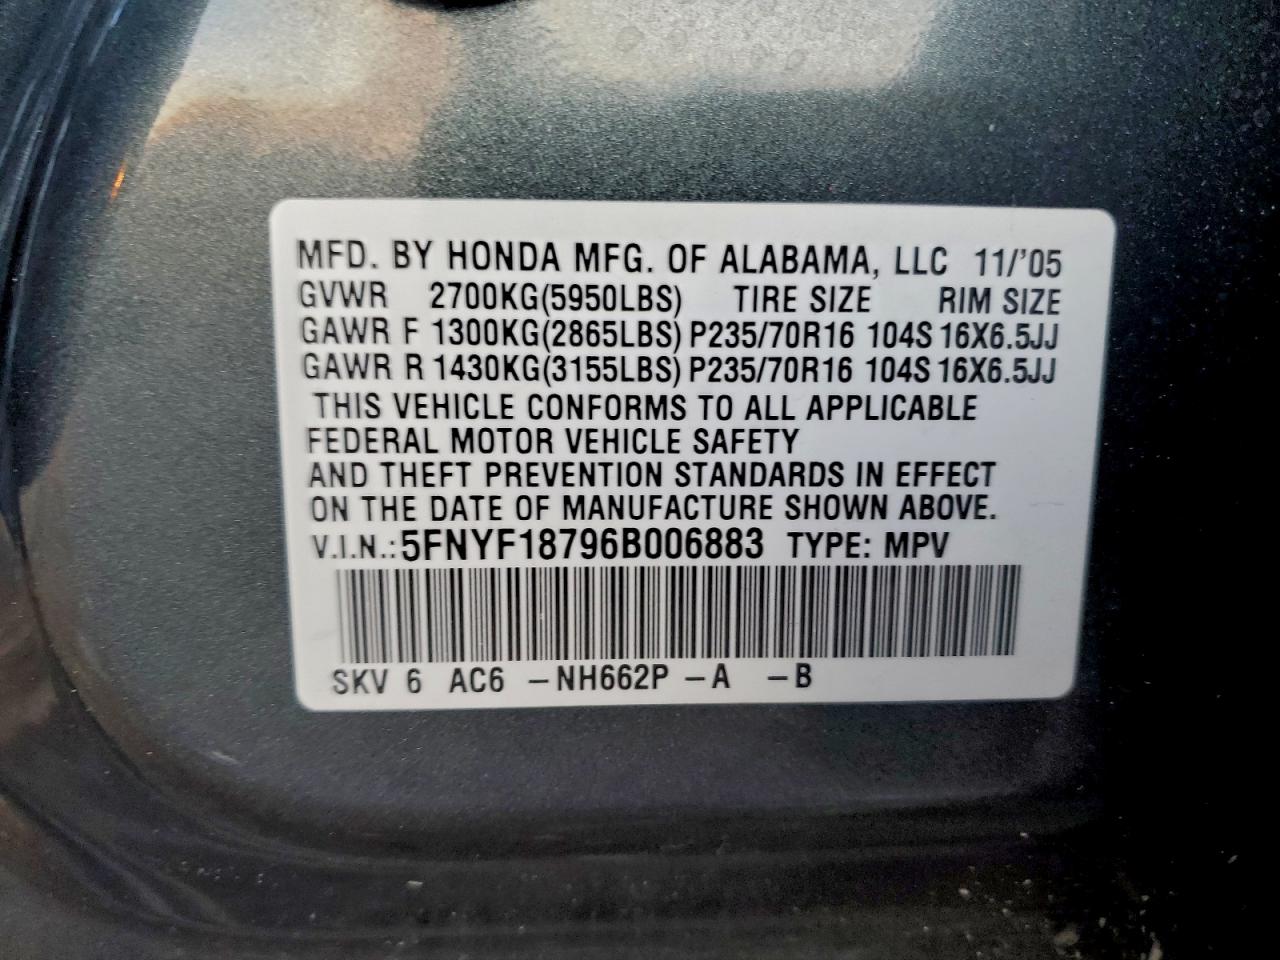 MFD. BY HONDA MFG. OF ALABAMA, LLC 11/'05
GVWR 2700KG(5950LBS) TIRE SIZE RIM SIZE
GAWR F 1300KG(2865LBS) P235/70R16 104S 16X6.5JJ
GAWR R 1430KG(3155LBS) P235/70R16 104S 16X6.5JJ
THIS VEHICLE CONFORMS TO ALL APPLICABLE
FEDERAL MOTOR VEHICLE SAFETY
AND THEFT PREVENTION STANDARDS IN EFFECT
ON THE DATE OF MANUFACTURE SHOWN ABOVE.
V.I.N.: 5FNYF18796B006883 TYPE: MPV
SKV 6 AC6 -NH662P -A -B